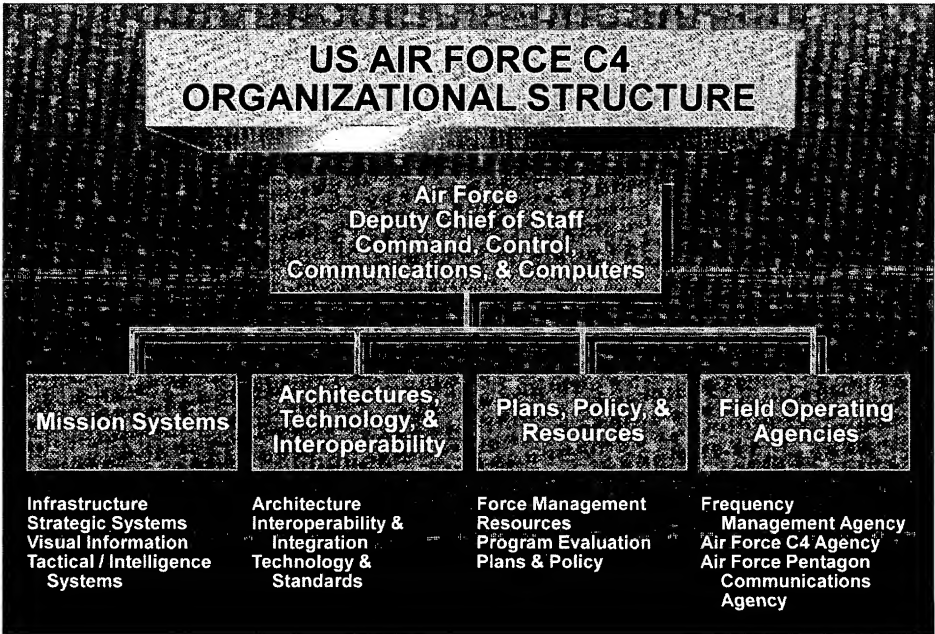 US AIR FORCE C4
ORGANIZATIONAL STRUCTURE
Air Force
Deputy Chief of Staff
Command, Control,
Communications, & Computers
Mission Systems
Architectures,
Technology, &
Interoperability
Plans, Policy, &
Resources
Field Operating
Agencies
Infrastructure
Strategic Systems
Visual Information
Tactical / Intelligence
Systems
Architecture
Interoperability &
Integration
Technology &
Standards
Force Management
Resources
Program Evaluation
Plans & Policy
Frequency
Management Agency
Air Force C4 Agency
Air Force Pentagon
Communications
Agency